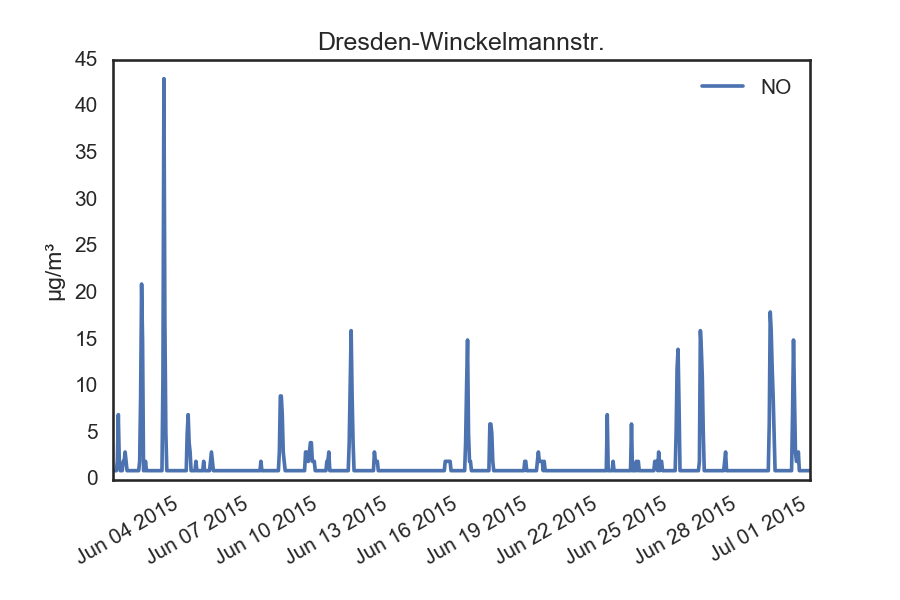 Dresden-Winckelmannstr.
NO
µg/m³
45
40
35
30
25
20
15
10
5
0
Jun 04 2015
Jun 07 2015
Jun 10 2015
Jun 13 2015
Jun 16 2015
Jun 19 2015
Jun 22 2015
Jun 25 2015
Jun 28 2015
Jul 01 2015